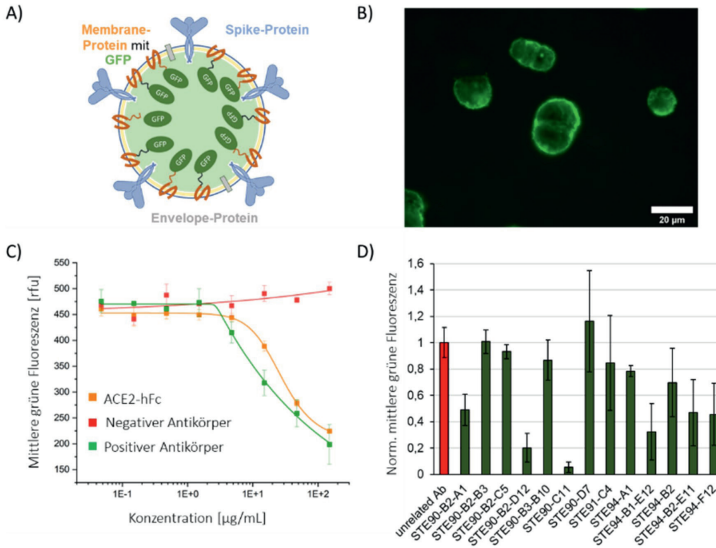 A)
Membrane-
Protein mit
GFP
Spike-Protein
GFP
GFP
GFP
GFP
GFP
GFP
GFP
GFP
GFP
GFP
Envelope-Protein
B)
20 µm
C)
Mittlere grüne Fluoreszenz [rfu]
550
500
450
400
350
300
250
200
150
ACE2-hFc
Negativer Antikörper
Positiver Antikörper
1E-1
1E+0
1E+1
1E+2
Konzentration [µg/mL]
D)
Norm. mittlere grüne Fluoreszenz
1,6
1,4
1,2
1
0,8
0,6
0,4
0,2
0
unrelated Ab
STE90-B2-A1
STE90-B2-B3
STE90-B2-C5
STE90-B2-D12
STE90-B3-B10
STE90-C11
STE90-D7
STE91-C4
STE94-A1
STE94-B1-E12
STE94-B2
STE94-B2-E11
STE94-F12